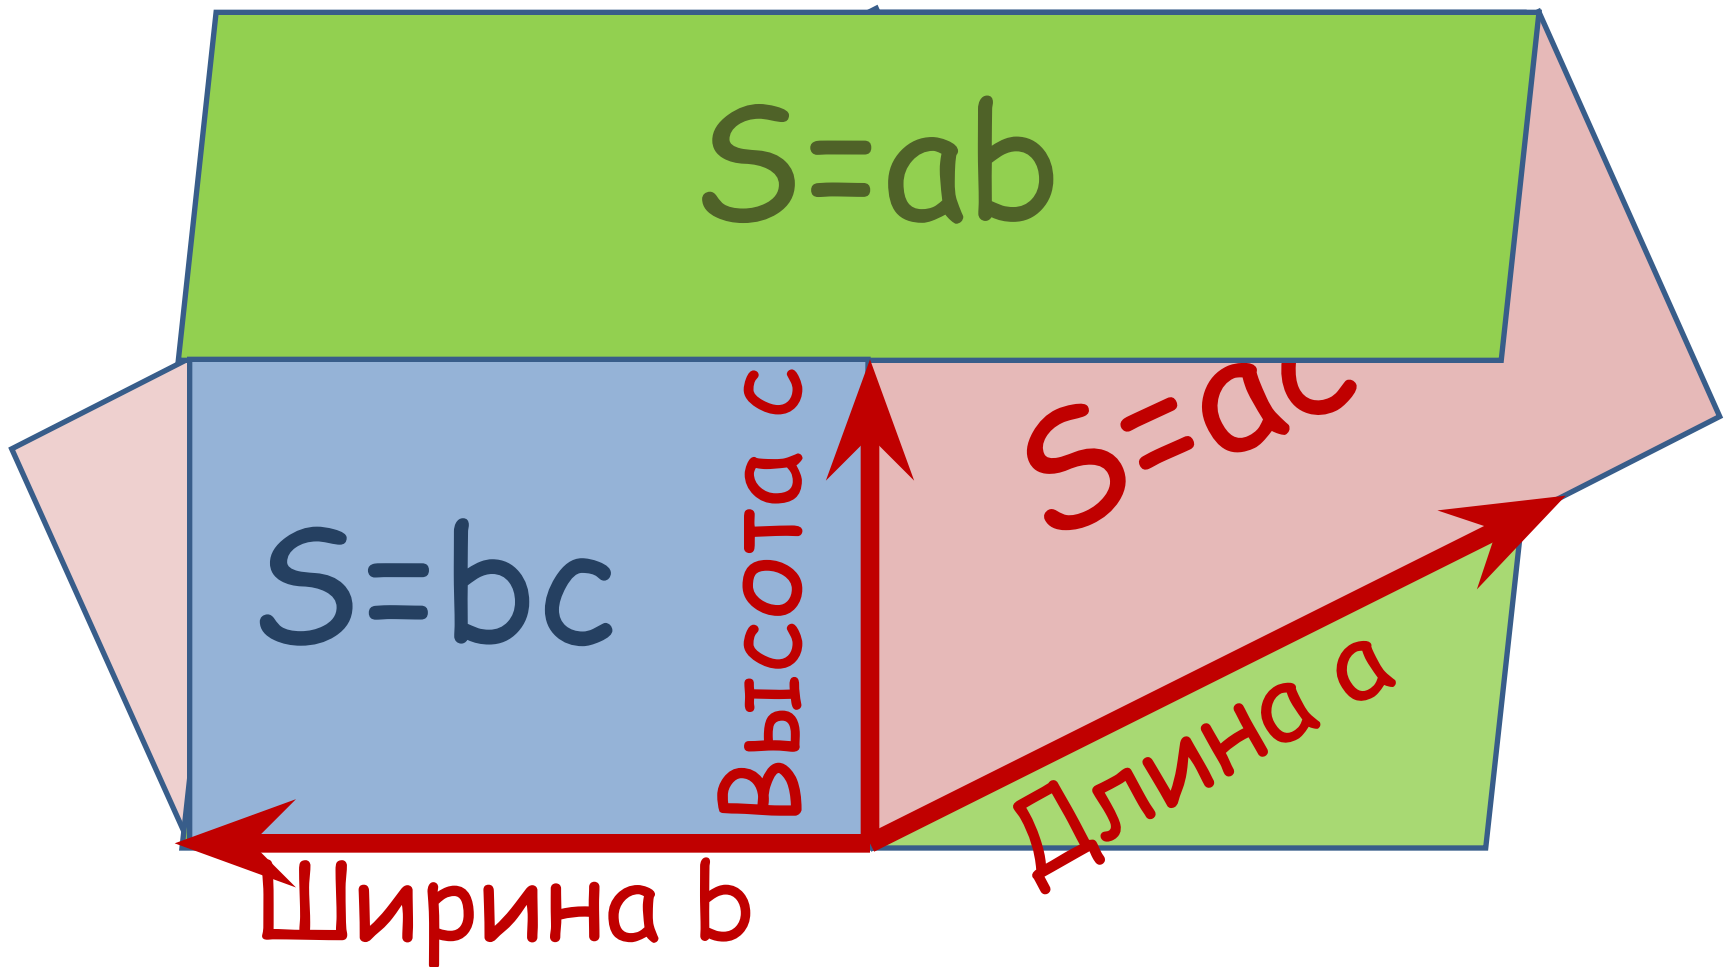 S=ab
S=ac
S=bc
Высота c
Длина a
Ширина b